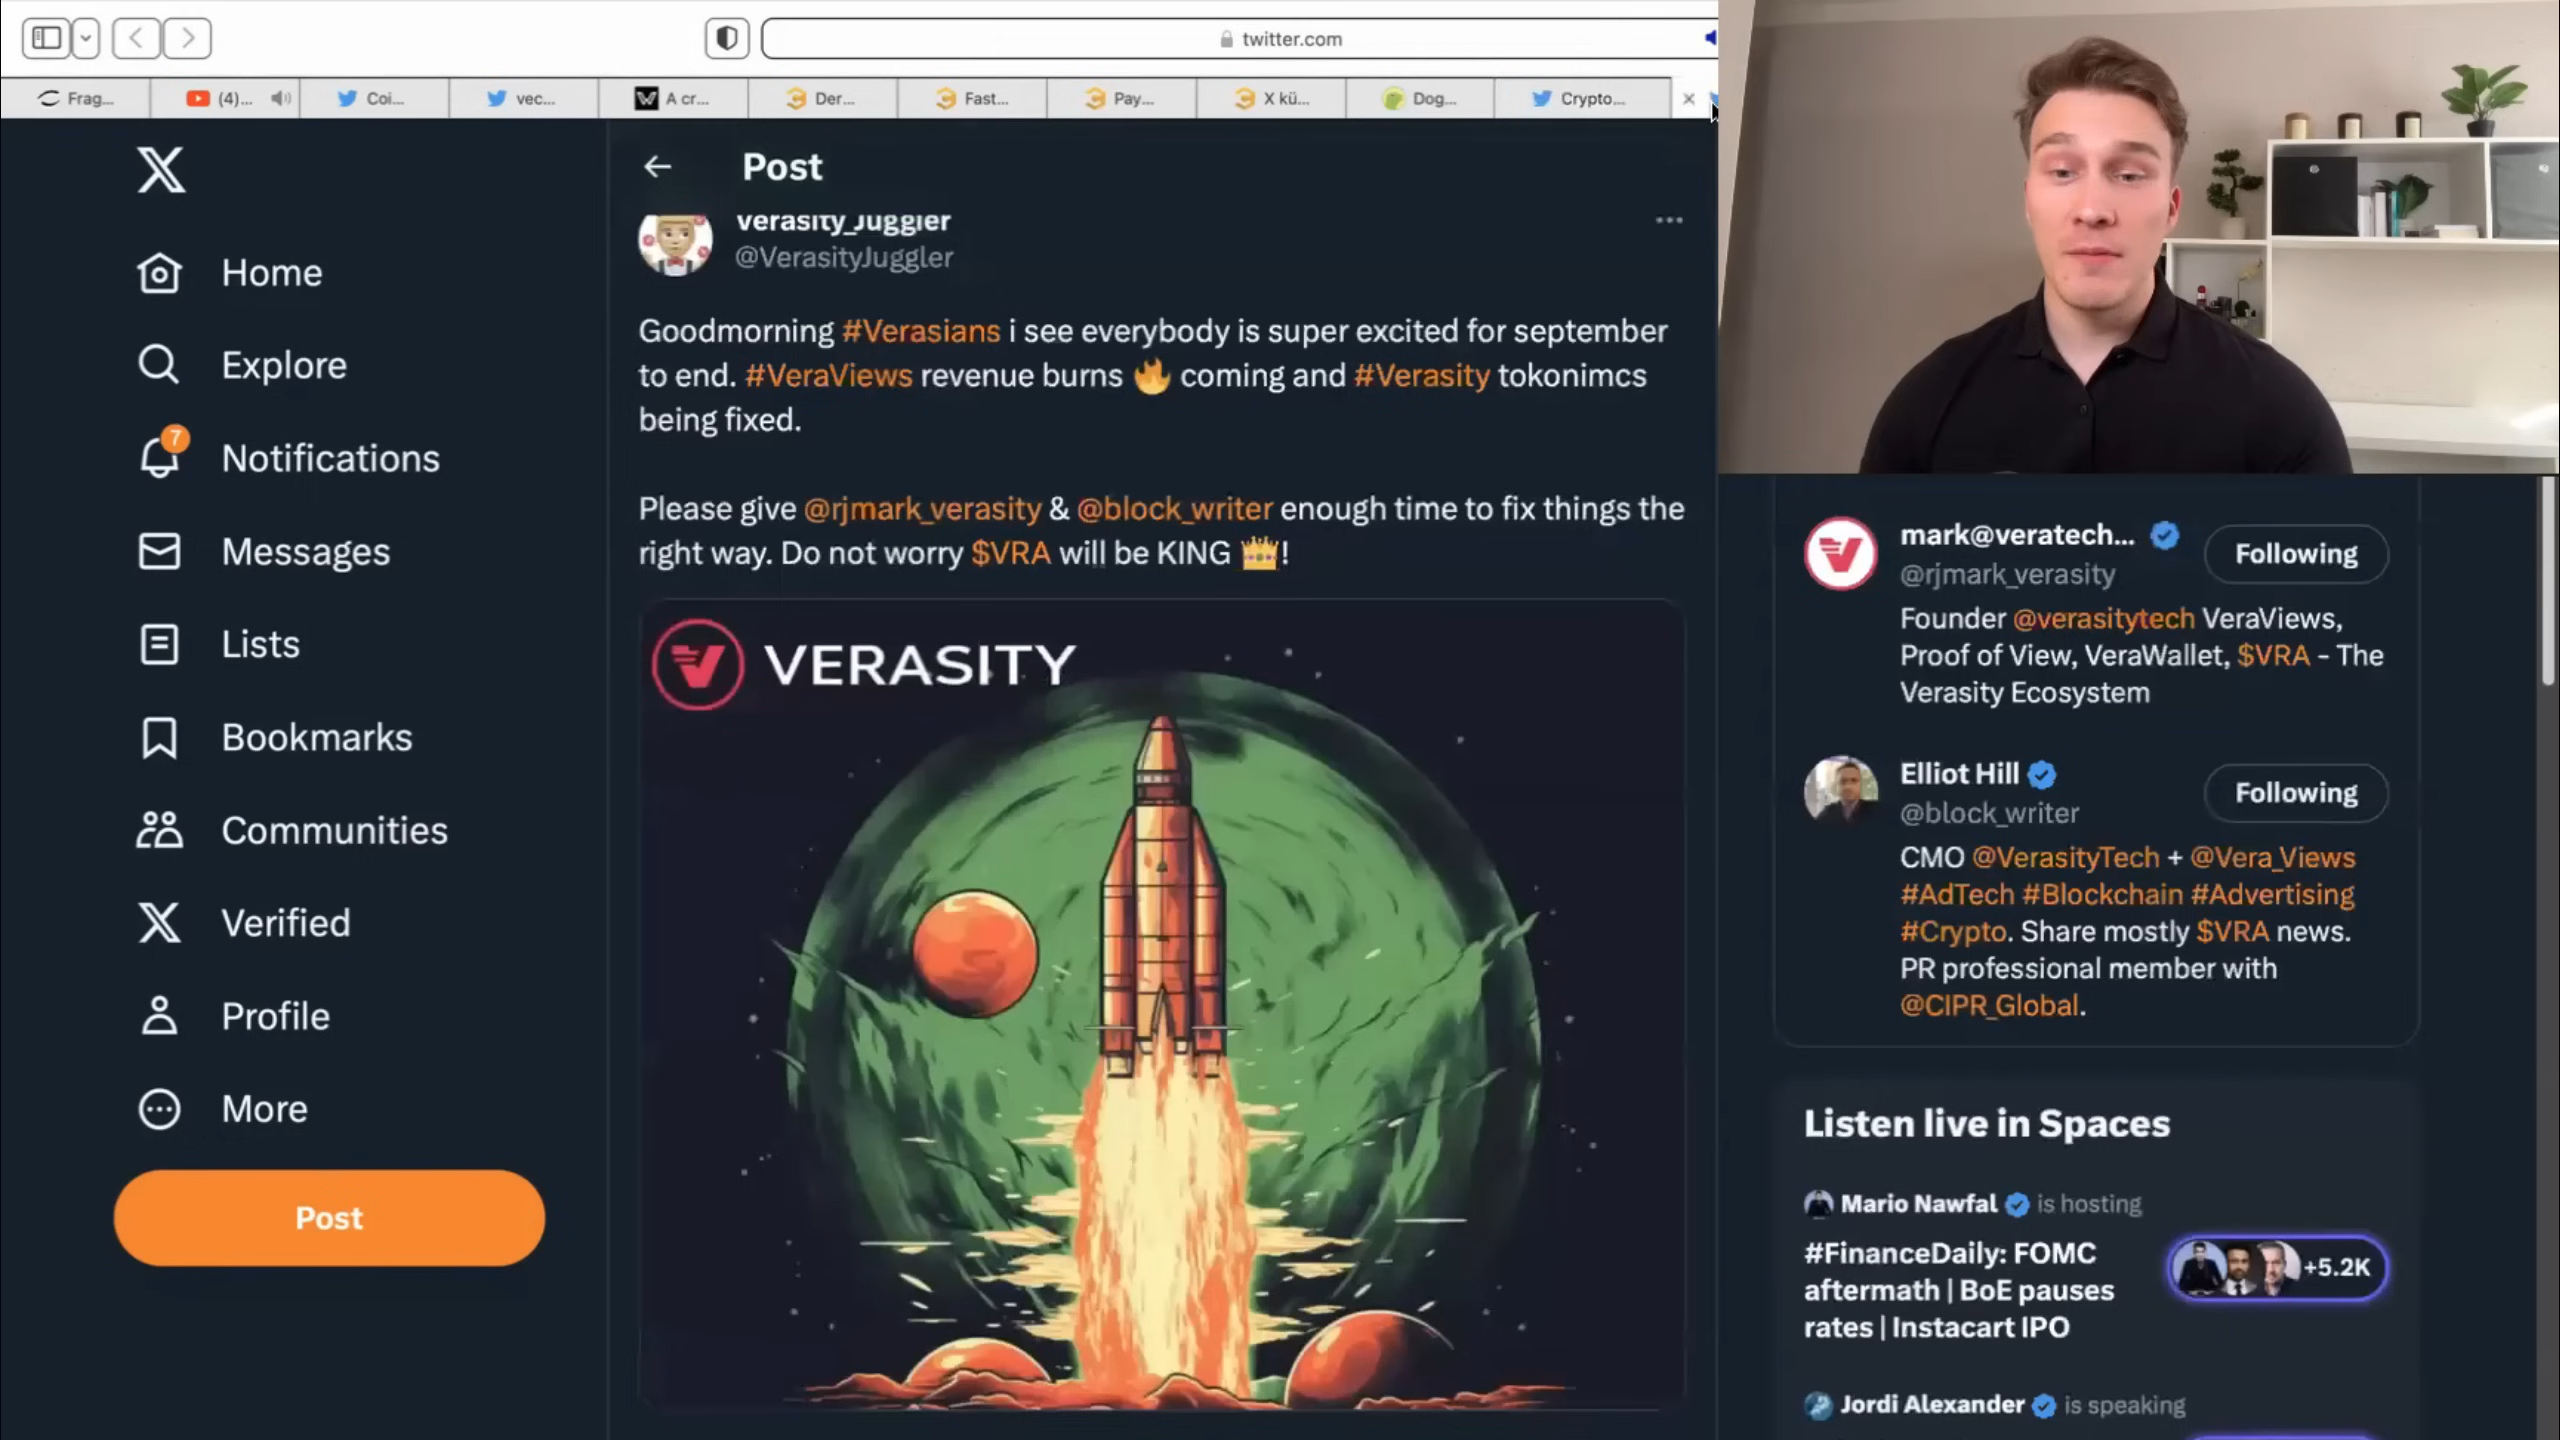 twitter.com
Frag...
(4)...
Coi...
vec...
A cr...
Der...
Fast...
Pay...
X kü...
Dog...
Crypto...
Post
verasity_Juggler
@VerasityJuggler
Home
Explore
7
Notifications
Messages
Lists
Bookmarks
Communities
Verified
Profile
More
Post
Goodmorning #Verasians i see everybody is super excited for september
to end. #VeraViews revenue burns 🔥 coming and #Verasity tokonimcs
being fixed.
Please give @rjmark_verasity & @block_writer enough time to fix things the
right way. Do not worry $VRA will be KING 👑!
VERASITY
mark@veratech...
Following
@rjmark_verasity
Founder @verasitytech VeraViews,
Proof of View, VeraWallet, $VRA - The
Verasity Ecosystem
Elliot Hill
Following
@block_writer
CMO @VerasityTech + @Vera_Views
#AdTech #Blockchain #Advertising
#Crypto. Share mostly $VRA news.
PR professional member with
@CIPR_Global.
Listen live in Spaces
Mario Nawfal is hosting
#FinanceDaily: FOMC
aftermath | BoE pauses
rates | Instacart IPO
+5.2K
Jordi Alexander is speaking